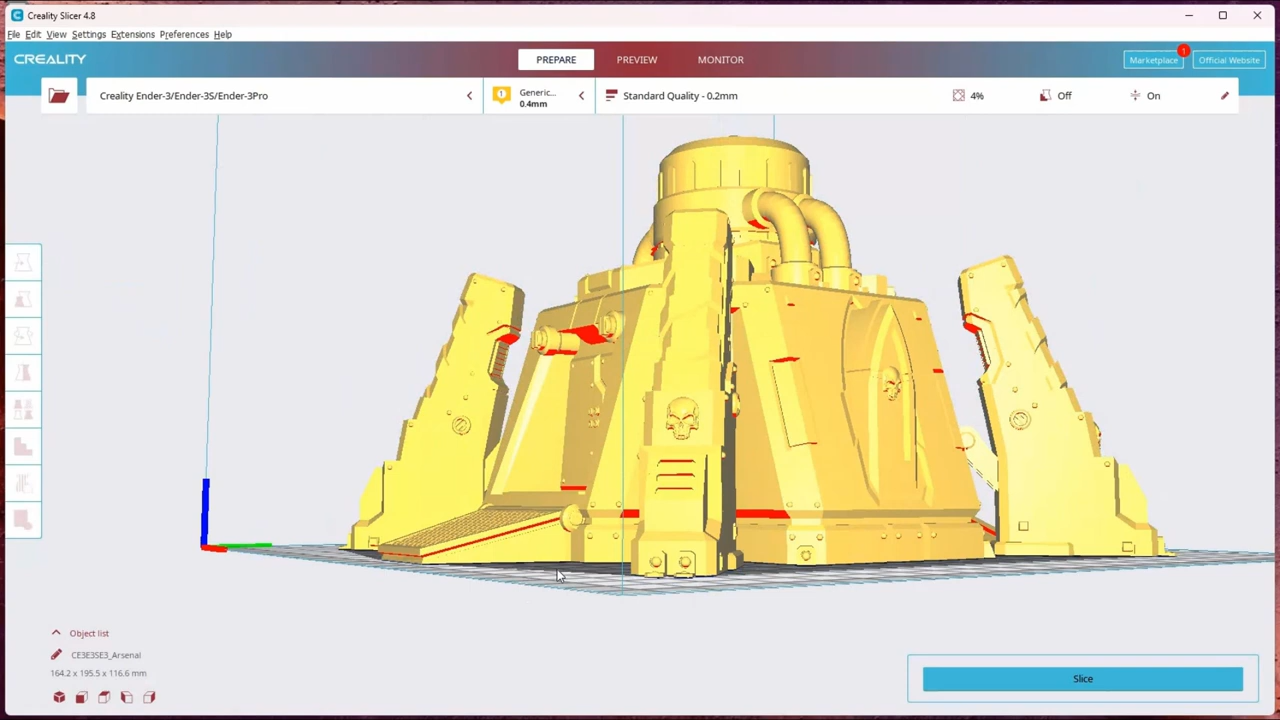 Creality Slicer 4.8
File Edit View Settings Extensions Preferences Help
CREALITY
PREPARE
PREVIEW
MONITOR
Marketplace
1
Official Website
Creality Ender-3/Ender-3S/Ender-3Pro
1
Generic...
0.4mm
Standard Quality - 0.2mm
4%
Off
On
Object list
CE3E3SE3_Arsenal
164.2 x 195.5 x 116.6 mm
Slice